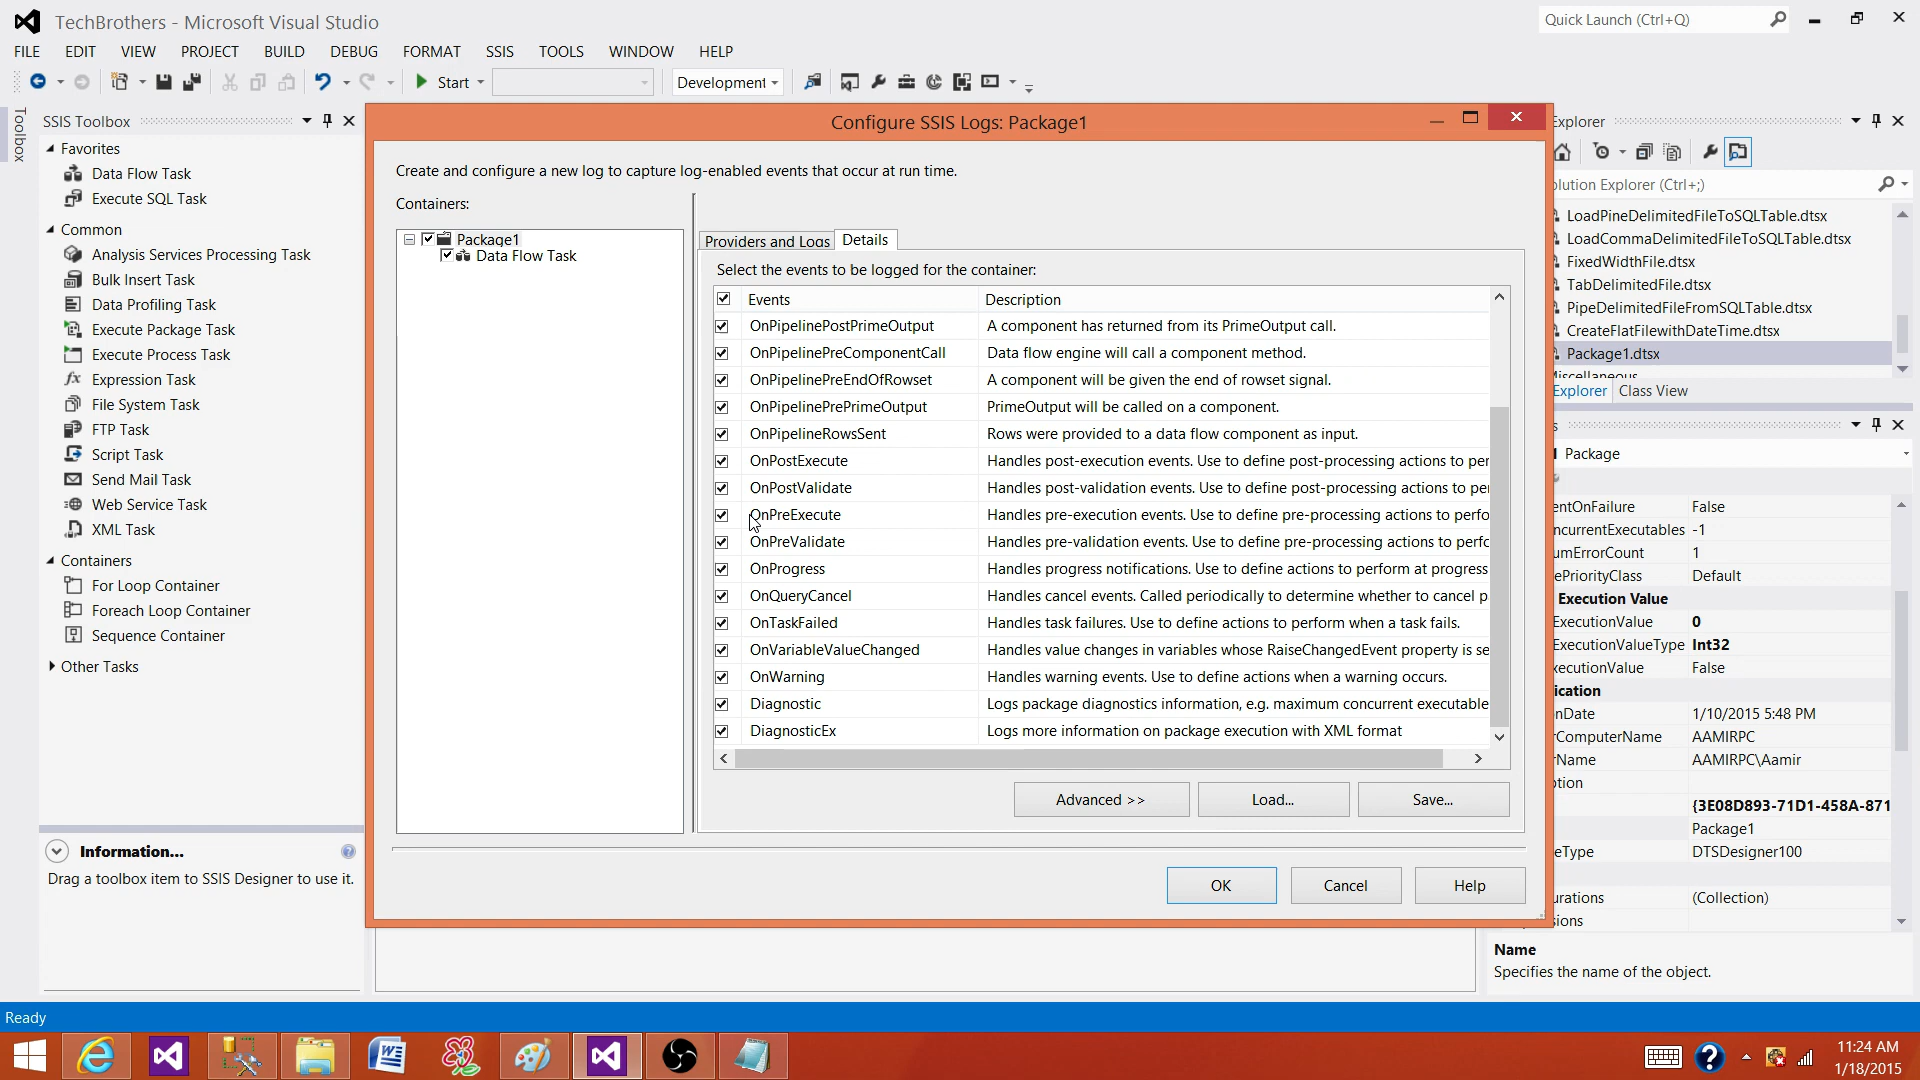 TechBrothers - Microsoft Visual Studio
Quick Launch (Ctrl+Q)
FILE EDIT VIEW PROJECT BUILD DEBUG FORMAT SSIS TOOLS WINDOW HELP
Start
Development
Toolbox
SSIS Toolbox
Favorites
Data Flow Task
Execute SQL Task
Common
Analysis Services Processing Task
Bulk Insert Task
Data Profiling Task
Execute Package Task
Execute Process Task
Expression Task
File System Task
FTP Task
Script Task
Send Mail Task
Web Service Task
XML Task
Containers
For Loop Container
Foreach Loop Container
Sequence Container
Other Tasks
Information...
Drag a toolbox item to SSIS Designer to use it.
Configure SSIS Logs: Package1
Create and configure a new log to capture log-enabled events that occur at run time.
Containers:
Package1
Data Flow Task
Providers and Logs Details
Select the events to be logged for the container:
Events Description
OnPipelinePostPrimeOutput A component has returned from its PrimeOutput call.
OnPipelinePreComponentCall Data flow engine will call a component method.
OnPipelinePreEndOfRowset A component will be given the end of rowset signal.
OnPipelinePrePrimeOutput PrimeOutput will be called on a component.
OnPipelineRowsSent Rows were provided to a data flow component as input.
OnPostExecute Handles post-execution events. Use to define post-processing actions to per
OnPostValidate Handles post-validation events. Use to define post-processing actions to pe
OnPreExecute Handles pre-execution events. Use to define pre-processing actions to perfo
OnPreValidate Handles pre-validation events. Use to define pre-processing actions to perfo
OnProgress Handles progress notifications. Use to define actions to perform at progress
OnQueryCancel Handles cancel events. Called periodically to determine whether to cancel p
OnTaskFailed Handles task failures. Use to define actions to perform when a task fails.
OnVariableValueChanged Handles value changes in variables whose RaiseChangedEvent property is se
OnWarning Handles warning events. Use to define actions when a warning occurs.
Diagnostic Logs package diagnostics information, e.g. maximum concurrent executable
DiagnosticEx Logs more information on package execution with XML format
Advanced >> Load... Save...
OK Cancel Help
Explorer
olution Explorer (Ctrl+;)
LoadPineDelimitedFileToSQLTable.dtsx
LoadCommaDelimitedFileToSQLTable.dtsx
FixedWidthFile.dtsx
TabDelimitedFile.dtsx
PipeDelimitedFileFromSQLTable.dtsx
CreateFlatFilewithDateTime.dtsx
Package1.dtsx
Miscellaneous
Explorer Class View
s
Package
entOnFailure False
ncurrentExecutables -1
umErrorCount 1
ePriorityClass Default
Execution Value
ExecutionValue 0
ExecutionValueType Int32
xecutionValue False
ication
nDate 1/10/2015 5:48 PM
rComputerName AAMIRPC
rName AAMIRPC\Aamir
ption
{3E08D893-71D1-458A-871
Package1
eType DTSDesigner100
urations (Collection)
sions
Name
Specifies the name of the object.
Ready
11:24 AM
1/18/2015